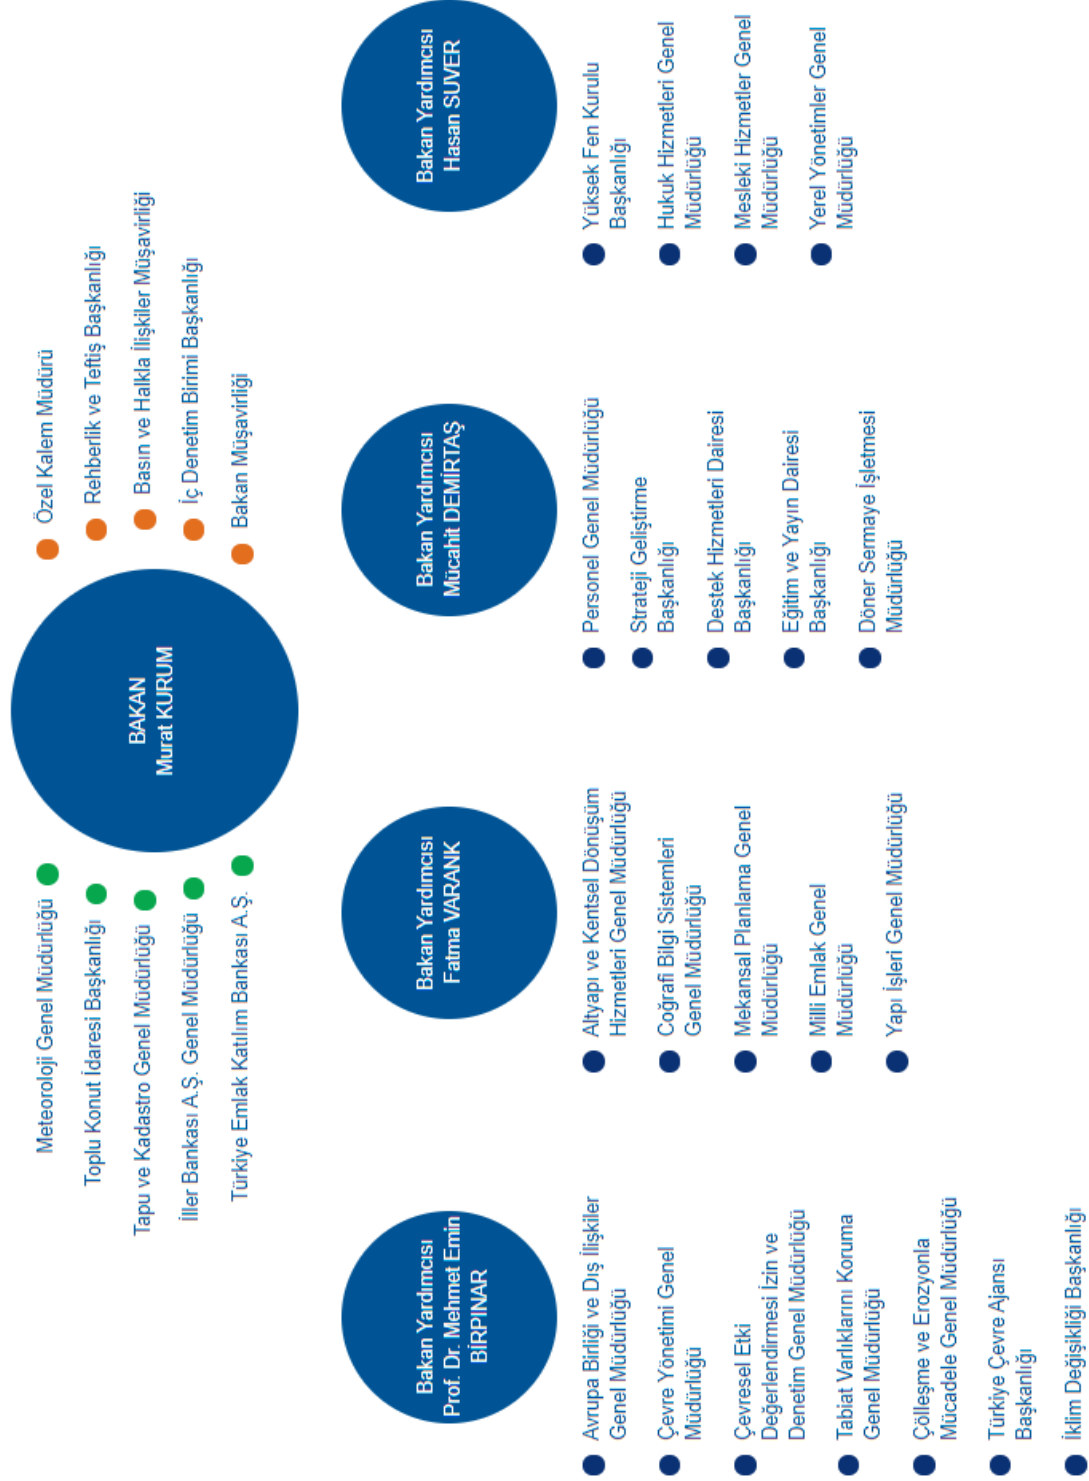 Meteoroloji Genel Müdürlüğü
Toplu Konut İdaresi Başkanlığı
Tapu ve Kadastro Genel Müdürlüğü
İller Bankası A.Ş. Genel Müdürlüğü
Türkiye Emlak Katılım Bankası A.Ş.
BAKAN
Murat KURUM
Özel Kalem Müdürü
Rehberlik ve Teftiş Başkanlığı
Basın ve Halkla İlişkiler Müşavirliği
İç Denetim Birimi Başkanlığı
Bakan Müşavirliği
Bakan Yardımcısı
Prof. Dr. Mehmet Emin
BİRPINAR
Avrupa Birliği ve Dış İlişkiler
Genel Müdürlüğü
Çevre Yönetimi Genel
Müdürlüğü
Çevresel Etki
Değerlendirmesi İzin ve
Denetim Genel Müdürlüğü
Tabiat Varlıklarını Koruma
Genel Müdürlüğü
Çölleşme ve Erozyonla
Mücadele Genel Müdürlüğü
Türkiye Çevre Ajansı
Başkanlığı
İklim Değişikliği Başkanlığı
Bakan Yardımcısı
Fatma VARANK
Altyapı ve Kentsel Dönüşüm
Hizmetleri Genel Müdürlüğü
Coğrafi Bilgi Sistemleri
Genel Müdürlüğü
Mekansal Planlama Genel
Müdürlüğü
Milli Emlak Genel
Müdürlüğü
Yapı İşleri Genel Müdürlüğü
Bakan Yardımcısı
Mücahit DEMİRTAŞ
Personel Genel Müdürlüğü
Strateji Geliştirme
Başkanlığı
Destek Hizmetleri Dairesi
Başkanlığı
Eğitim ve Yayın Dairesi
Başkanlığı
Döner Sermaye İşletmesi
Müdürlüğü
Bakan Yardımcısı
Hasan SUVER
Yüksek Fen Kurulu
Başkanlığı
Hukuk Hizmetleri Genel
Müdürlüğü
Mesleki Hizmetler Genel
Müdürlüğü
Yerel Yönetimler Genel
Müdürlüğü